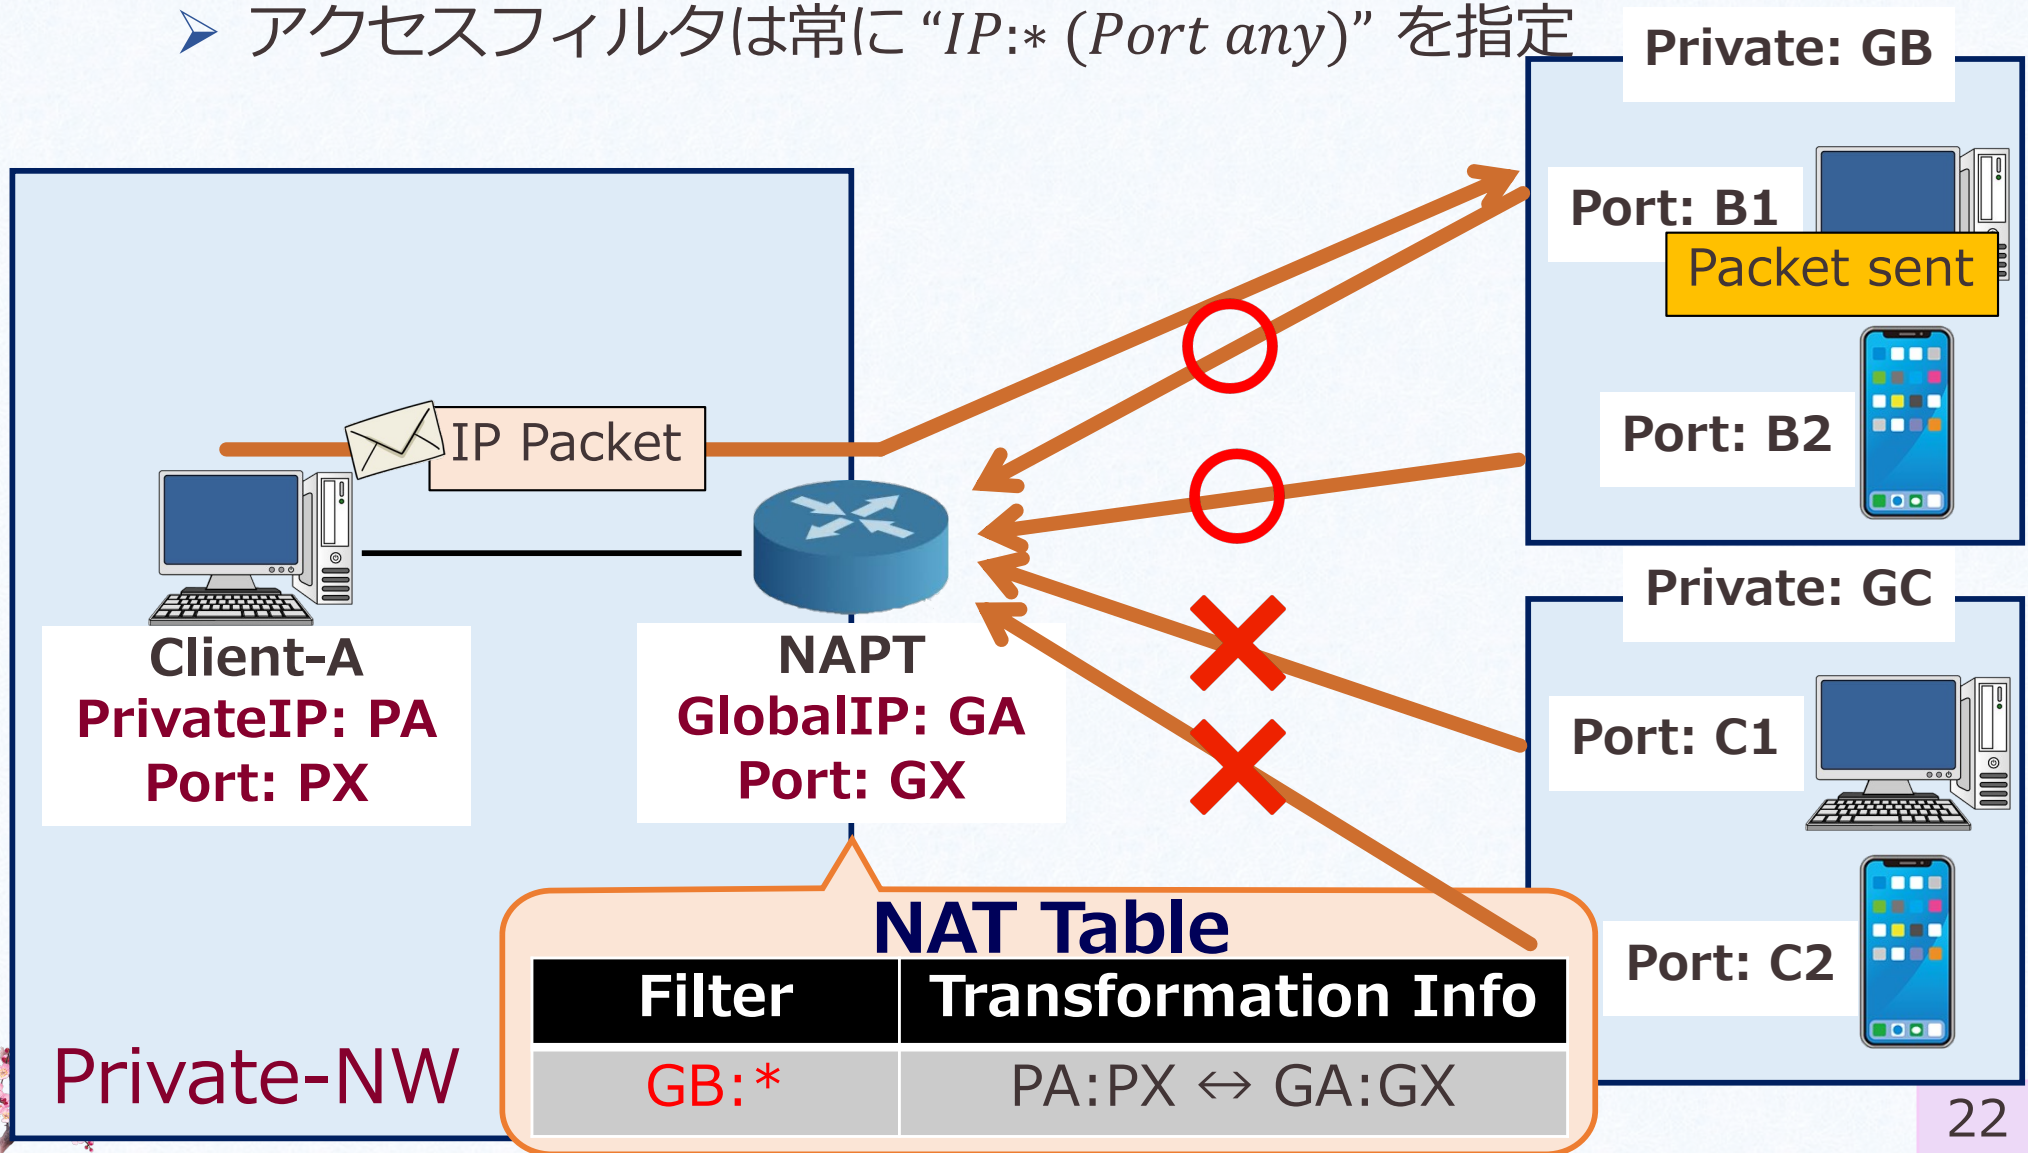 ➢ アクセスフィルタは常に “IP:∗ (Port any)” を指定
Private: GB
Port: B1
Packet sent
Port: B2
IP Packet
Client-A
PrivateIP: PA
Port: PX
NAPT
GlobalIP: GA
Port: GX
Private: GC
Port: C1
Port: C2
NAT Table
Filter Transformation Info
GB:* PA:PX ↔ GA:GX
Private-NW
22